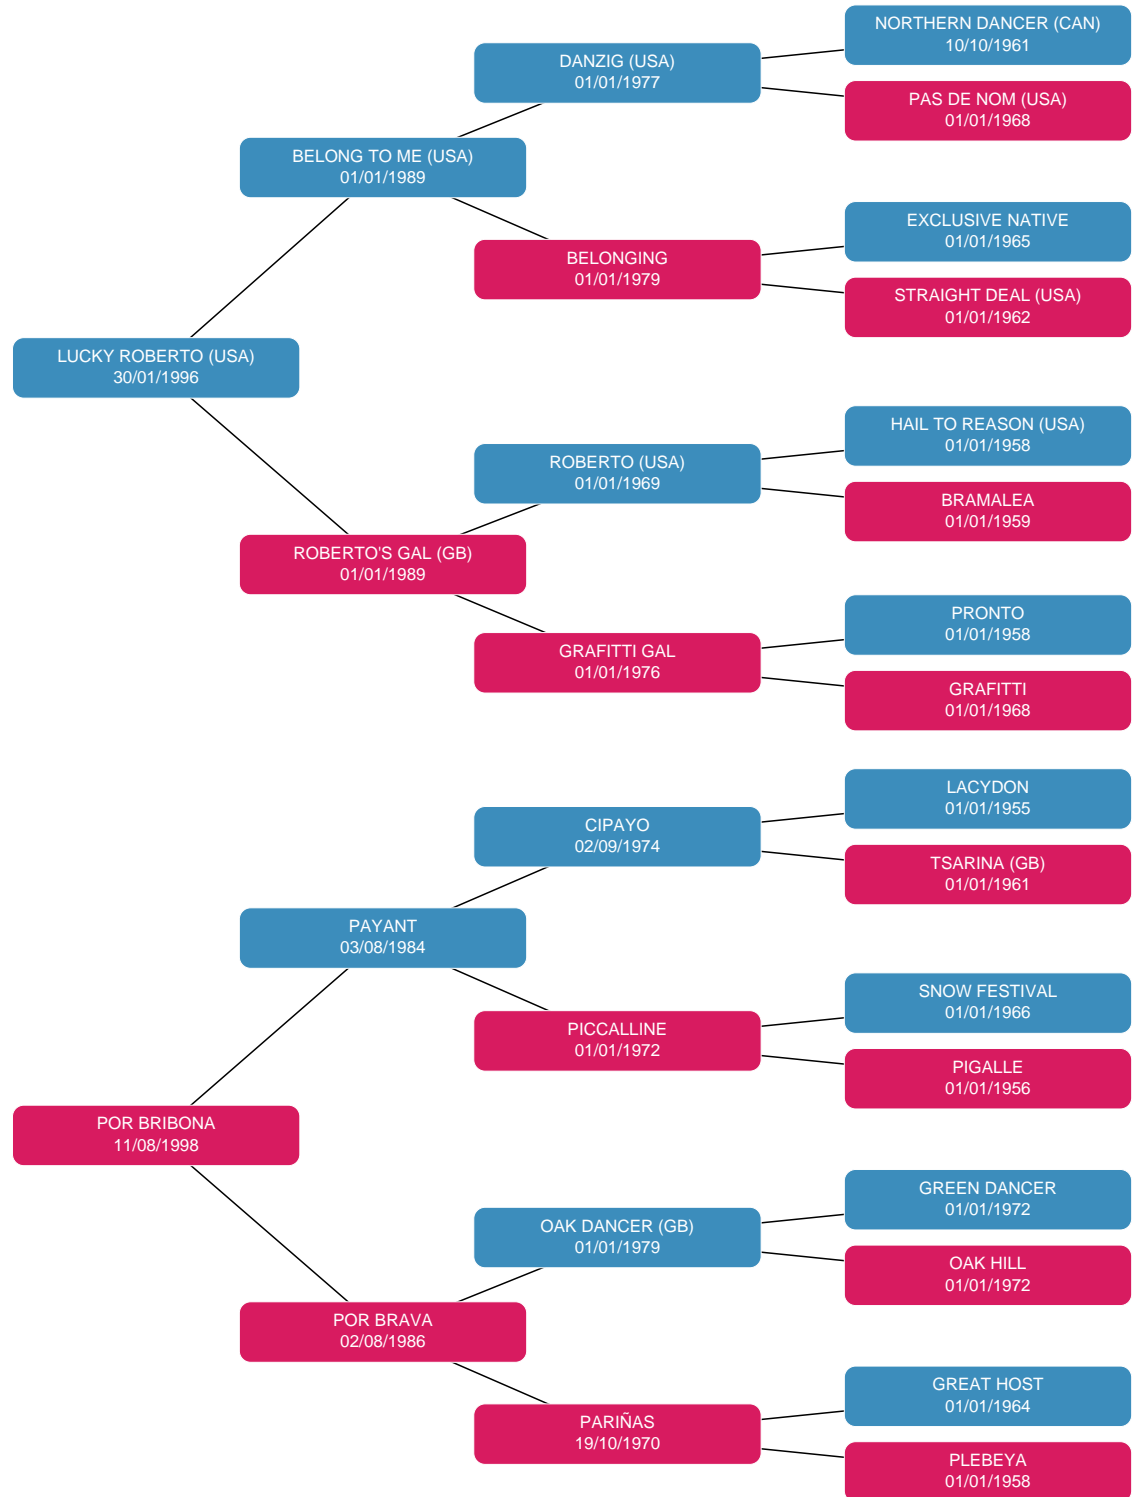 NORTHERN DANCER (CAN)
10/10/1961
DANZIG (USA)
01/01/1977
PAS DE NOM (USA)
01/01/1968
BELONG TO ME (USA)
01/01/1989
EXCLUSIVE NATIVE
01/01/1965
BELONGING
01/01/1979
STRAIGHT DEAL (USA)
01/01/1962
LUCKY ROBERTO (USA)
30/01/1996
HAIL TO REASON (USA)
01/01/1958
ROBERTO (USA)
01/01/1969
BRAMALEA
01/01/1959
ROBERTO'S GAL (GB)
01/01/1989
PRONTO
01/01/1958
GRAFITTI GAL
01/01/1976
GRAFITTI
01/01/1968
LACYDON
01/01/1955
CIPAYO
02/09/1974
TSARINA (GB)
01/01/1961
PAYANT
03/08/1984
SNOW FESTIVAL
01/01/1966
PICCALLINE
01/01/1972
PIGALLE
01/01/1956
POR BRIBONA
11/08/1998
GREEN DANCER
01/01/1972
OAK DANCER (GB)
01/01/1979
OAK HILL
01/01/1972
POR BRAVA
02/08/1986
GREAT HOST
01/01/1964
PARIÑAS
19/10/1970
PLEBEYA
01/01/1958